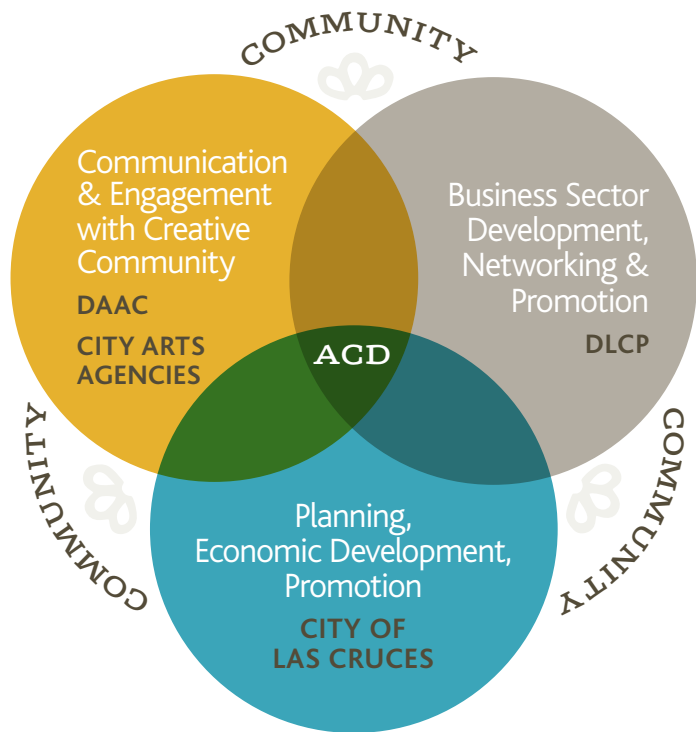 COMMUNITY
Communication
& Engagement
with Creative
Community
DAAC
CITY ARTS
AGENCIES
Business Sector
Development,
Networking &
Promotion
DLCP
ACD
COMMUNITY
COMMUNITY
Planning,
Economic Development,
Promotion
CITY OF
LAS CRUCES